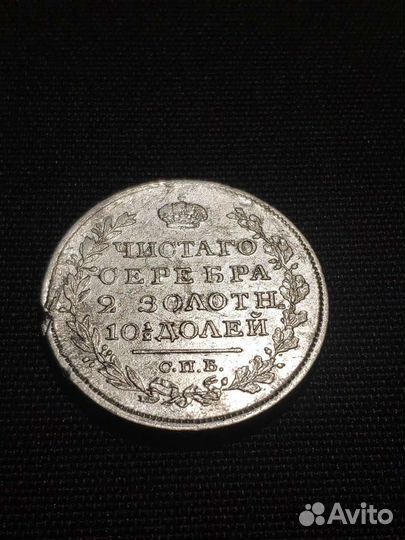 ЧИСТАГО
СЕРЕБРА
2 ЗОЛОТН
10½ ДОЛЕЙ
С.П.Б.
Avito